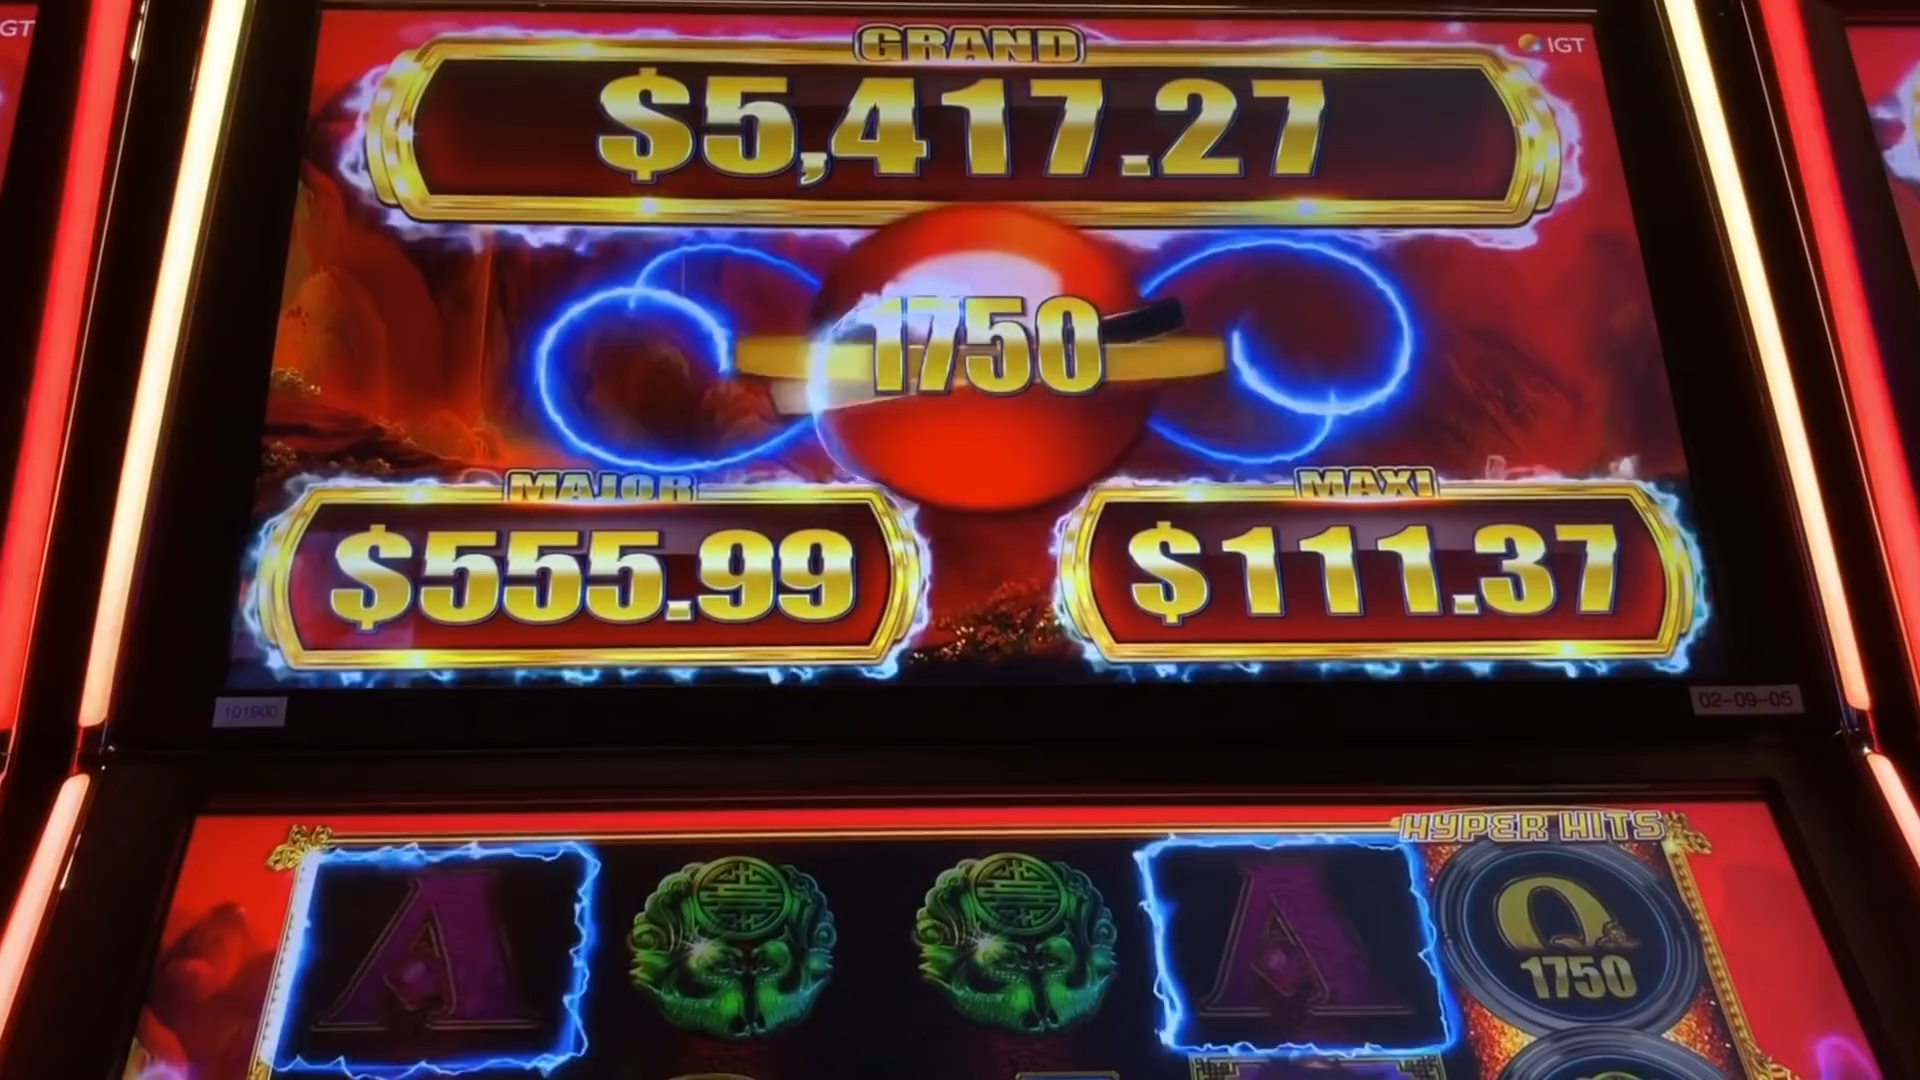 IGT
GRAND
IGT
$5,417.27
1750
MAJOR
MAXI
$555.99
$111.37
101900
02-09-05
HYPER HITS
A
A
Q
1750